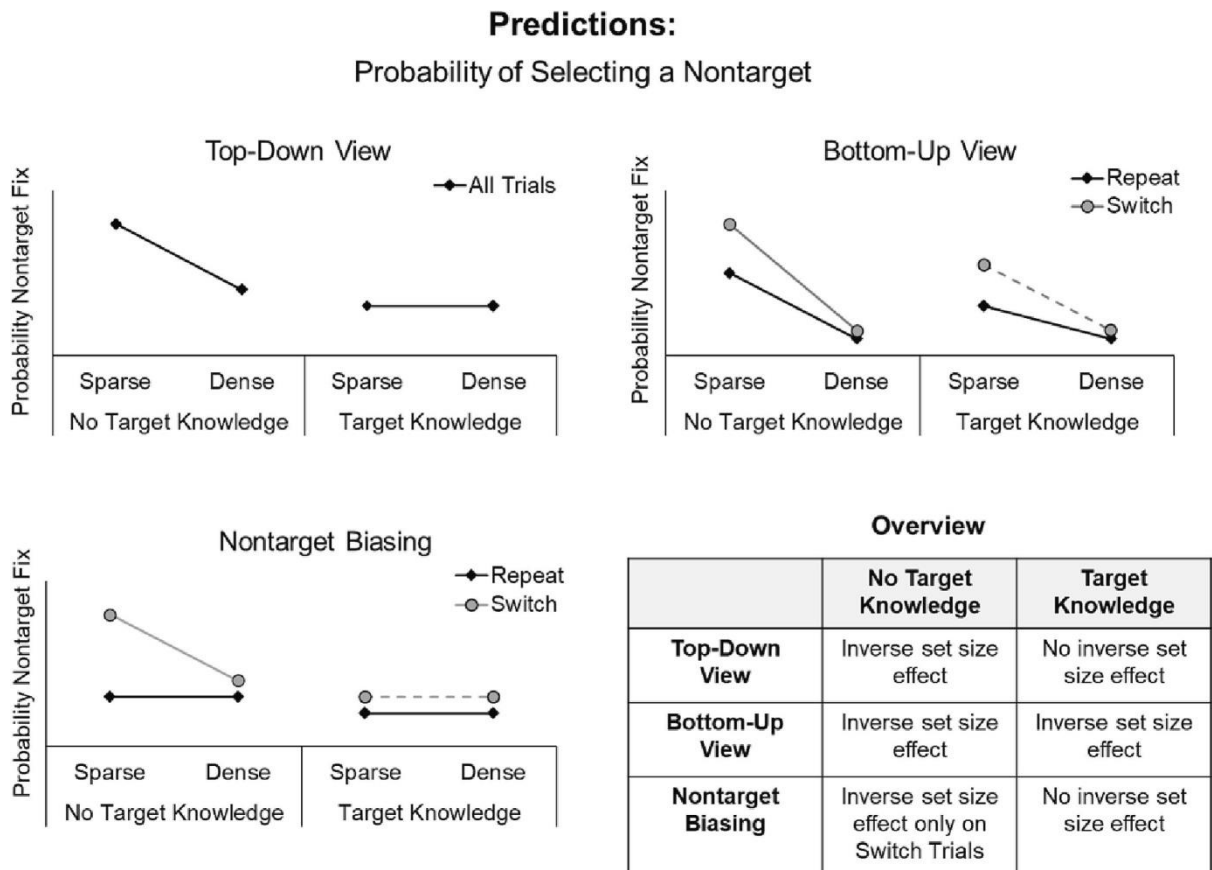 Predictions:
Probability of Selecting a Nontarget
Top-Down View
All Trials
Probability Nontarget Fix
Sparse Dense Sparse Dense
No Target Knowledge Target Knowledge
Bottom-Up View
Repeat
Switch
Probability Nontarget Fix
Sparse Dense Sparse Dense
No Target Knowledge Target Knowledge
Nontarget Biasing
Repeat
Switch
Probability Nontarget Fix
Sparse Dense Sparse Dense
No Target Knowledge Target Knowledge
Overview
No Target Knowledge
Target Knowledge
Top-Down View
Inverse set size effect
No inverse set size effect
Bottom-Up View
Inverse set size effect
Inverse set size effect
Nontarget Biasing
Inverse set size effect only on Switch Trials
No inverse set size effect